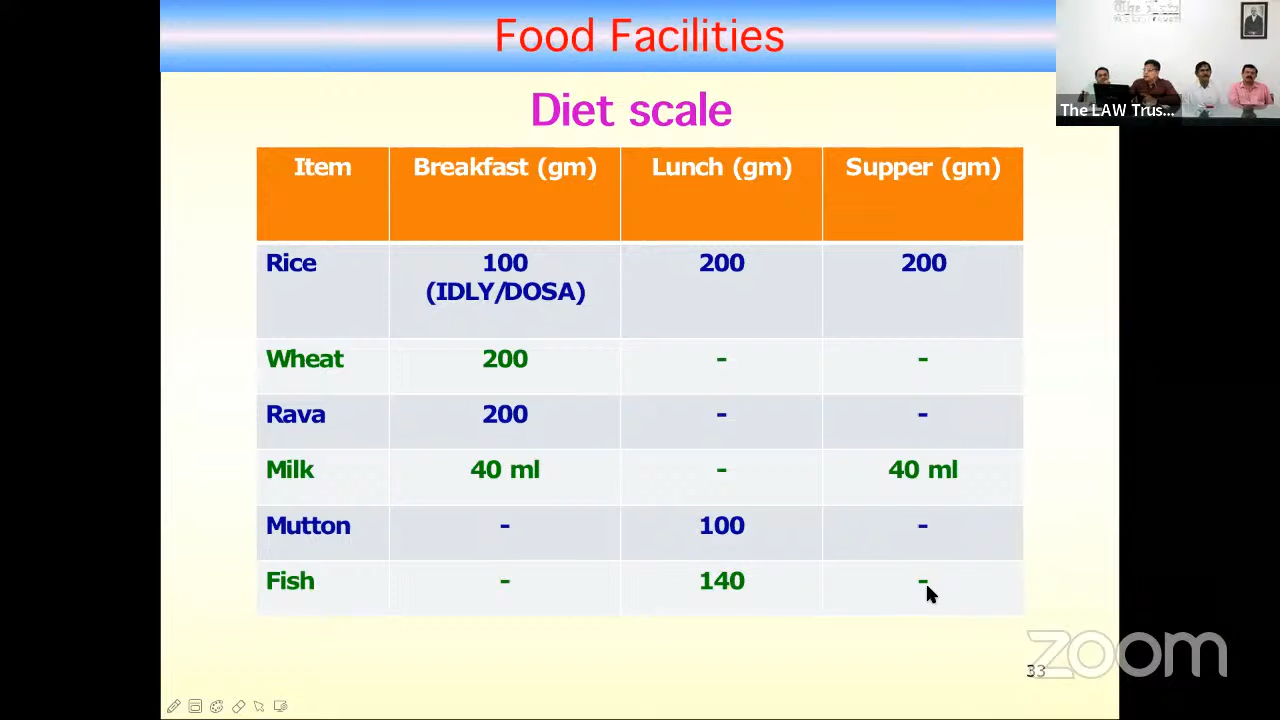 Food Facilities
The LAW Trus...
Diet scale
Item Breakfast (gm) Lunch (gm) Supper (gm)
Rice 100 200 200
(IDLY/DOSA)
Wheat 200 - -
Rava 200 - -
Milk 40 ml - 40 ml
Mutton - 100 -
Fish - 140 -
zoom
33